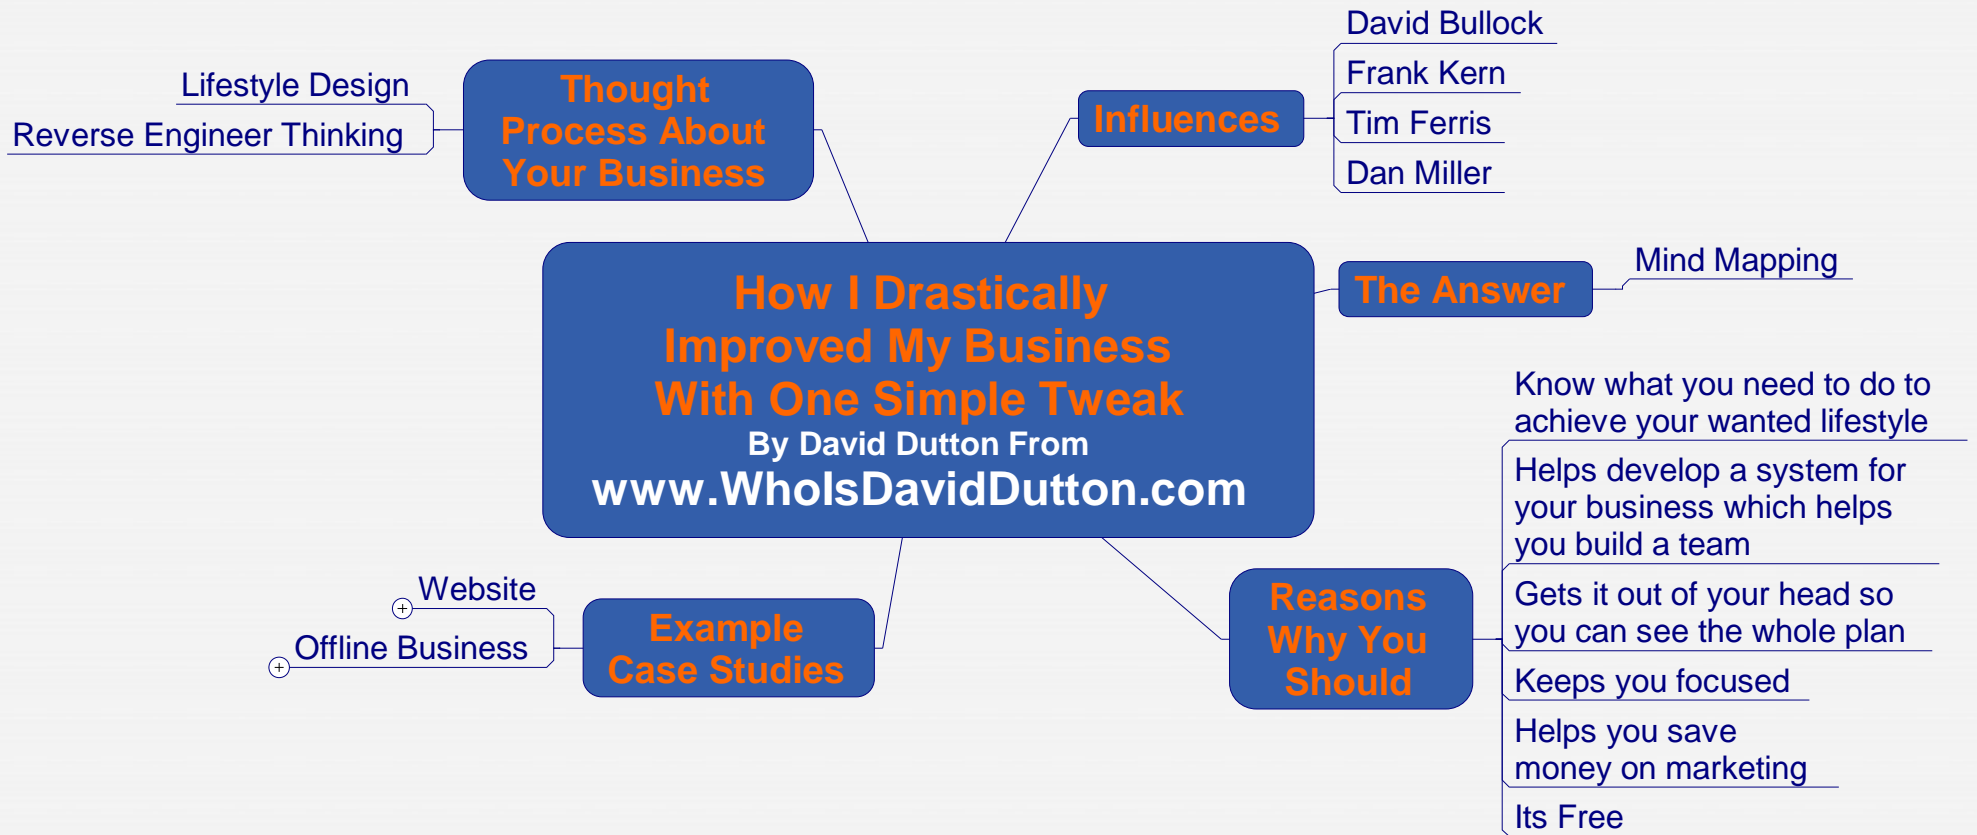 How I Drastically
Improved My Business
With One Simple Tweak
By David Dutton From
www.WhoIsDavidDutton.com
Thought
Process About
Your Business
Lifestyle Design
Reverse Engineer Thinking
Influences
David Bullock
Frank Kern
Tim Ferris
Dan Miller
The Answer
Mind Mapping
Reasons
Why You
Should
Know what you need to do to
achieve your wanted lifestyle
Helps develop a system for
your business which helps
you build a team
Gets it out of your head so
you can see the whole plan
Keeps you focused
Helps you save
money on marketing
Its Free
Example
Case Studies
Website
Offline Business